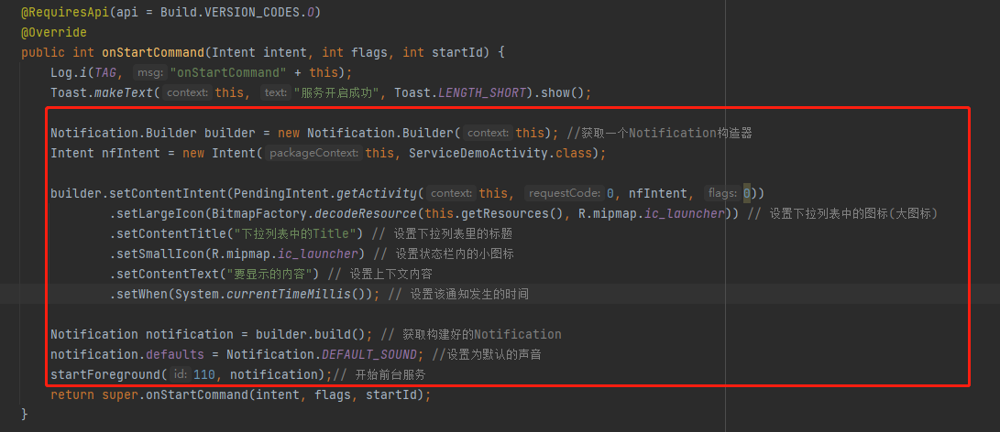 @RequiresApi(api = Build.VERSION_CODES.O)
@Override
public int onStartCommand(Intent intent, int flags, int startId) {
Log.i(TAG, msg: "onStartCommand" + this);
Toast.makeText(context: this, text: "服务开启成功", Toast.LENGTH_SHORT).show();
Notification.Builder builder = new Notification.Builder(context: this); //获取一个Notification构造器
Intent nfIntent = new Intent(packageContext: this, ServiceDemoActivity.class);
builder.setContentIntent(PendingIntent.getActivity(context: this, requestCode: 0, nfIntent, flags: 0))
.setLargeIcon(BitmapFactory.decodeResource(this.getResources(), R.mipmap.ic_launcher)) // 设置下拉列表中的图标(大图标)
.setContentTitle("下拉列表中的Title") // 设置下拉列表里的标题
.setSmallIcon(R.mipmap.ic_launcher) // 设置状态栏内的小图标
.setContentText("要显示的内容") // 设置上下文内容
.setWhen(System.currentTimeMillis()); // 设置该通知发生的时间
Notification notification = builder.build(); // 获取构建好的Notification
notification.defaults = Notification.DEFAULT_SOUND; //设置为默认的声音
startForeground(id: 110, notification);// 开始前台服务
return super.onStartCommand(intent, flags, startId);
}